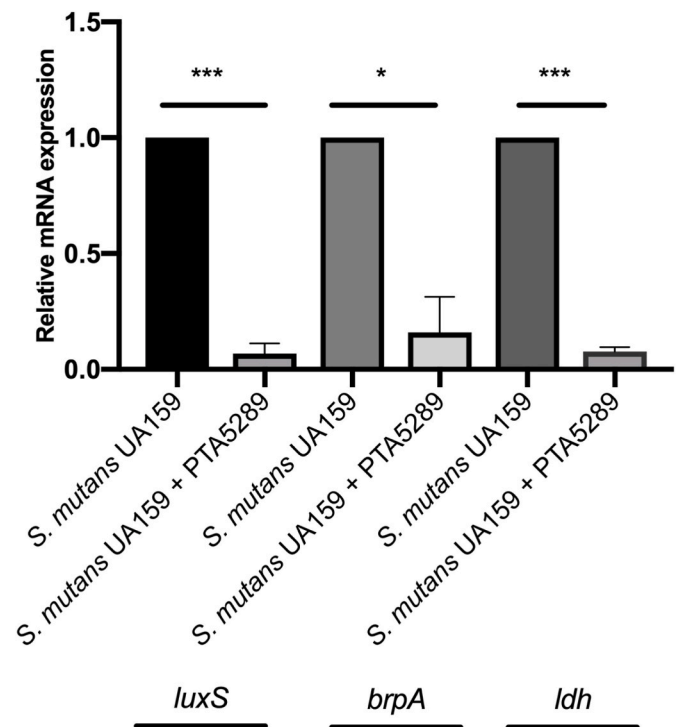 Relative mRNA expression
1.5
1.0
0.5
0.0
***
*
***
S. mutans UA159
S. mutans UA159 + PTA5289
S. mutans UA159
S. mutans UA159 + PTA5289
S. mutans UA159
S. mutans UA159 + PTA5289
luxS
brpA
ldh